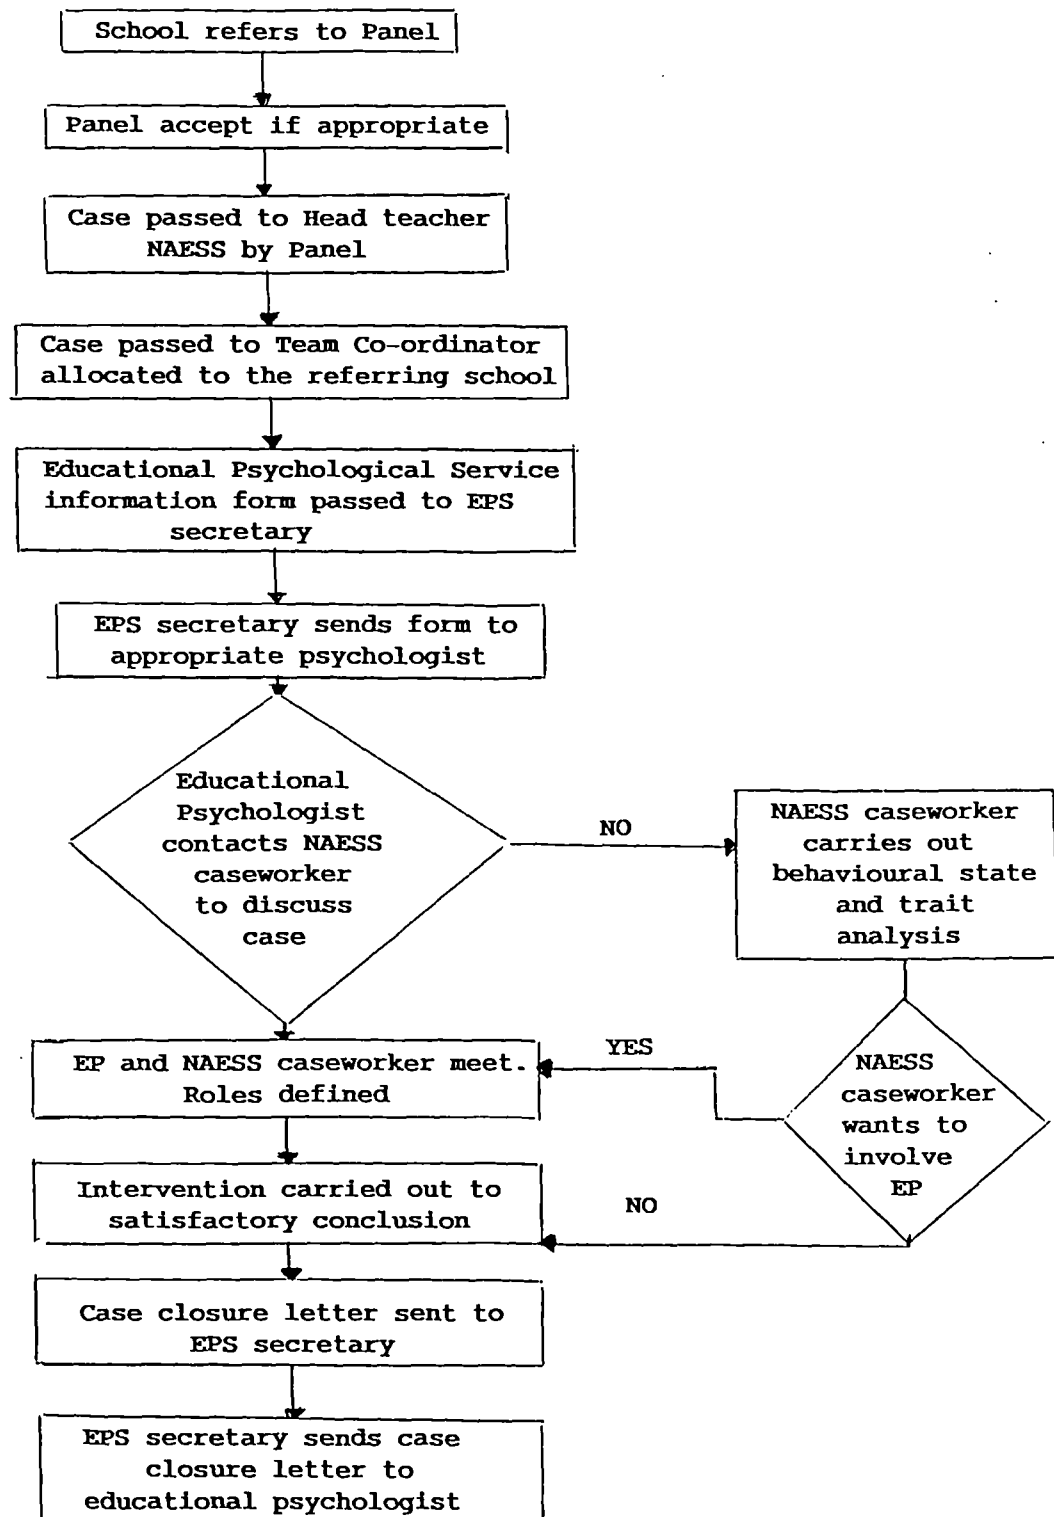 School refers to Panel
Panel accept if appropriate
Case passed to Head teacher
NAESS by Panel
Case passed to Team Co-ordinator
allocated to the referring school
Educational Psychological Service
information form passed to EPS
secretary
EPS secretary sends form to
appropriate psychologist
Educational
Psychologist
contacts NAESS
caseworker
to discuss
case
NO
NAESS caseworker
carries out
behavioural state
and trait
analysis
NAESS
caseworker
wants to
involve
EP
YES
NO
EP and NAESS caseworker meet.
Roles defined
Intervention carried out to
satisfactory conclusion
Case closure letter sent to
EPS secretary
EPS secretary sends case
closure letter to
educational psychologist